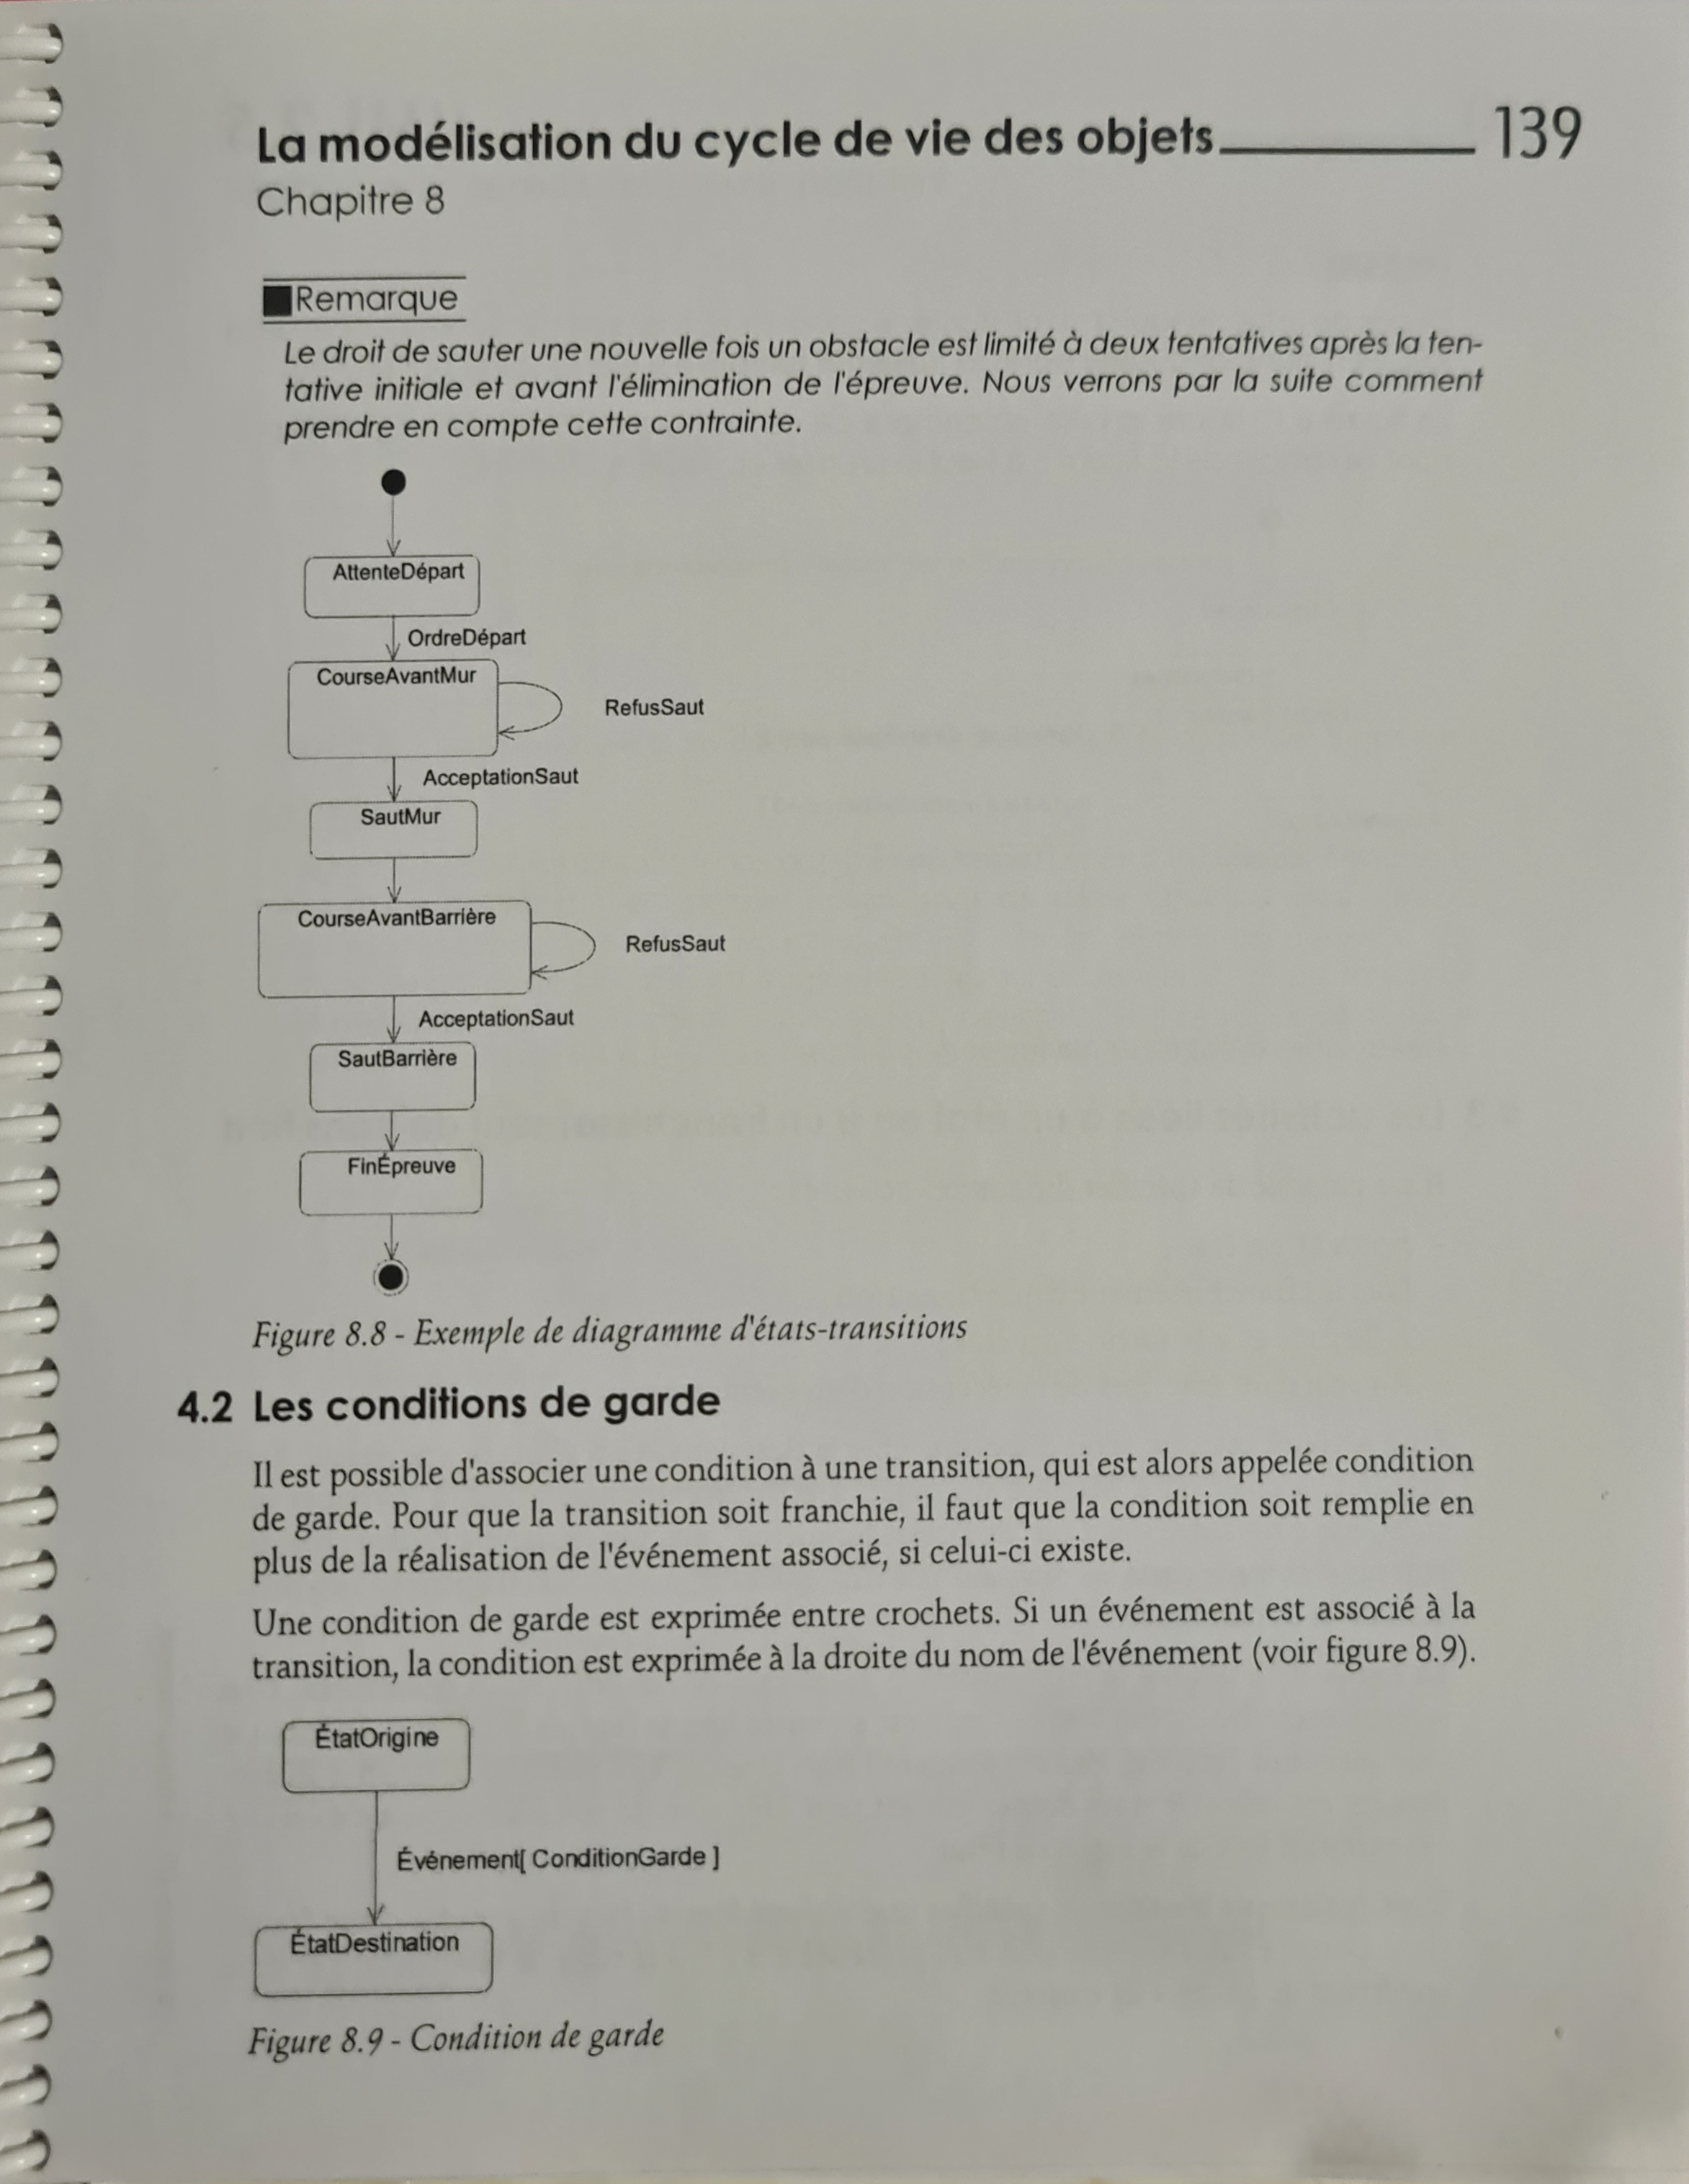 La modélisation du cycle de vie des objets 139
Chapitre 8
Remarque
Le droit de sauter une nouvelle fois un obstacle est limité à deux tentatives après la ten-
tative initiale et avant l'élimination de l'épreuve. Nous verrons par la suite comment
prendre en compte cette contrainte.
AttenteDépart
OrdreDépart
CourseAvantMur
RefusSaut
AcceptationSaut
SautMur
CourseAvantBarrière
RefusSaut
AcceptationSaut
SautBarrière
FinÉpreuve
Figure 8.8 - Exemple de diagramme d'états-transitions
4.2 Les conditions de garde
Il est possible d'associer une condition à une transition, qui est alors appelée condition
de garde. Pour que la transition soit franchie, il faut que la condition soit remplie en
plus de la réalisation de l'événement associé, si celui-ci existe.
Une condition de garde est exprimée entre crochets. Si un événement est associé à la
transition, la condition est exprimée à la droite du nom de l'événement (voir figure 8.9).
ÉtatOrigine
Événement[ ConditionGarde ]
ÉtatDestination
Figure 8.9 - Condition de garde